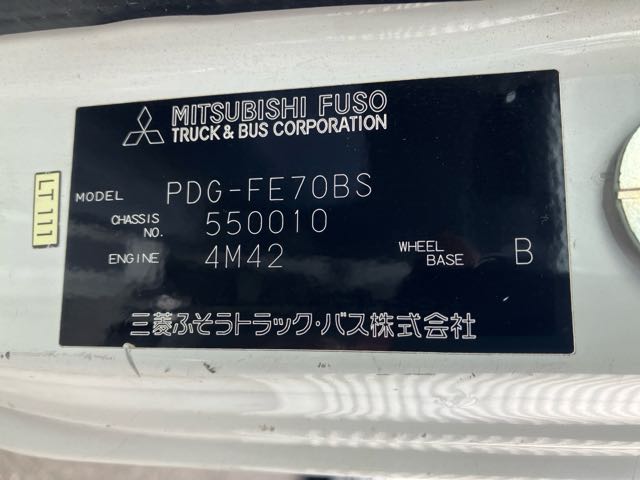 MITSUBISHI FUSO
TRUCK & BUS CORPORATION
MODEL PDG-FE70BS
CHASSIS NO. 550010
ENGINE 4M42 WHEEL BASE B
三菱ふそうトラック・バス株式会社
LT111